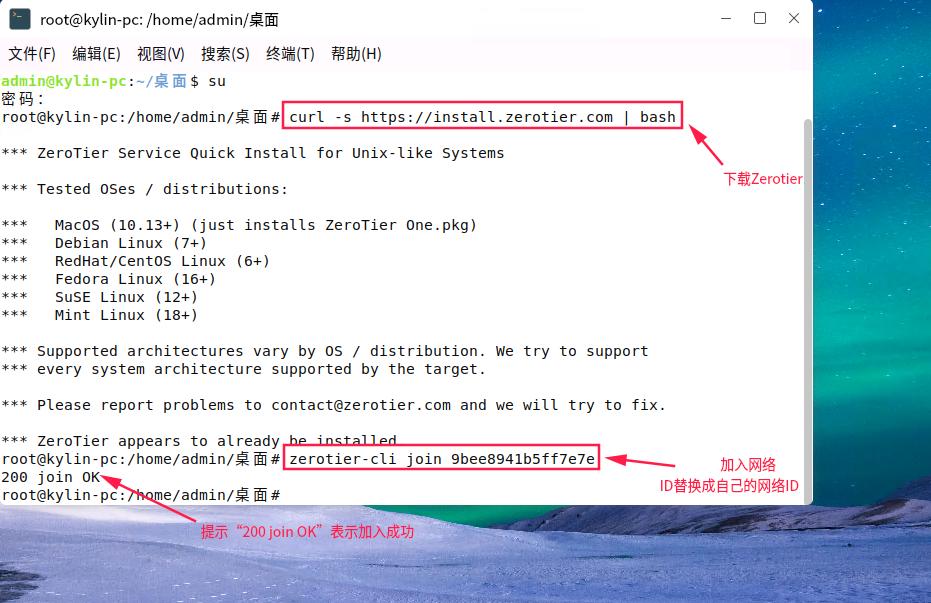 root@kylin-pc: /home/admin/桌面
文件(F) 编辑(E) 视图(V) 搜索(S) 终端(T) 帮助(H)
admin@kylin-pc:~/桌面$ su
密码：
root@kylin-pc:/home/admin/桌面# curl -s https://install.zerotier.com | bash
下载Zerotier
*** ZeroTier Service Quick Install for Unix-like Systems
*** Tested OSes / distributions:
***   MacOS (10.13+) (just installs ZeroTier One.pkg)
***   Debian Linux (7+)
***   RedHat/CentOS Linux (6+)
***   Fedora Linux (16+)
***   SuSE Linux (12+)
***   Mint Linux (18+)
*** Supported architectures vary by OS / distribution. We try to support
*** every system architecture supported by the target.
*** Please report problems to contact@zerotier.com and we will try to fix.
*** ZeroTier appears to already be installed
root@kylin-pc:/home/admin/桌面# zerotier-cli join 9bee8941b5ff7e7e
加入网络
ID替换成自己的网络ID
200 join OK
root@kylin-pc:/home/admin/桌面#
提示“200 join OK”表示加入成功